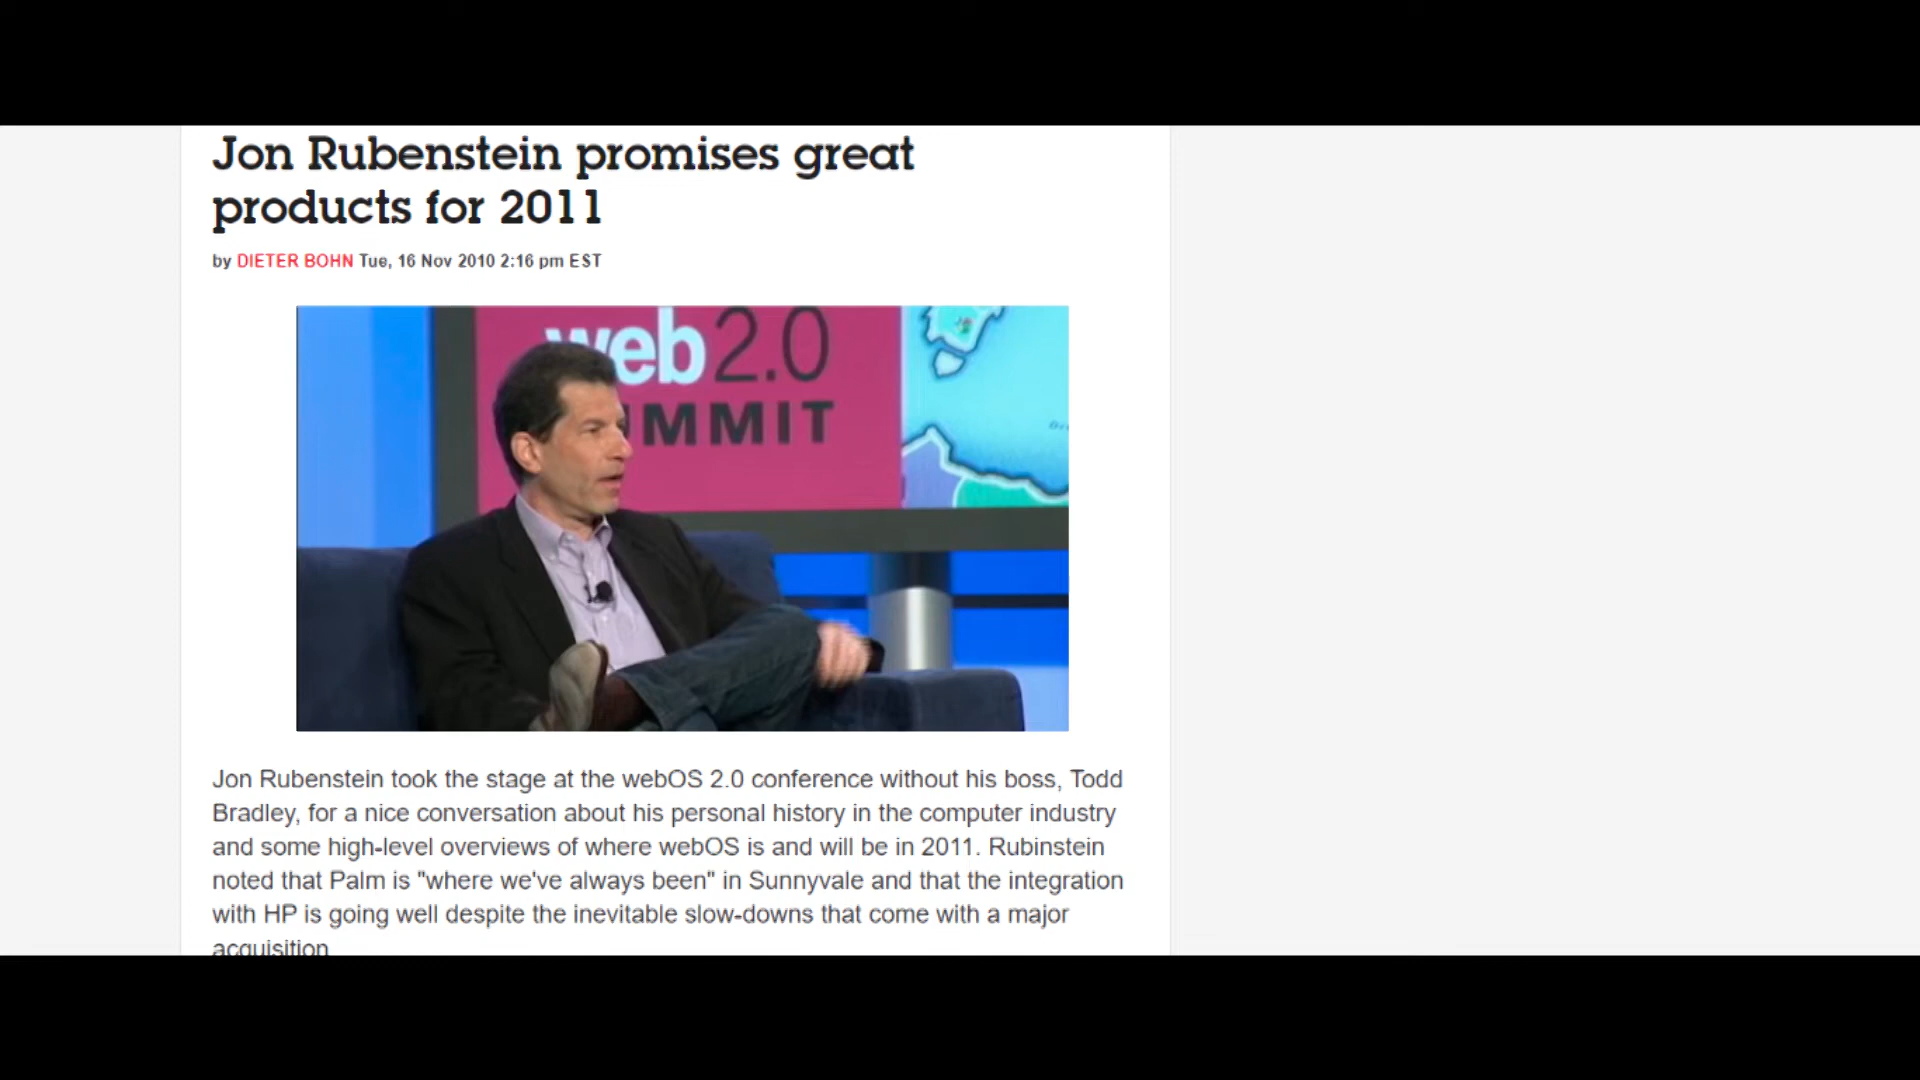 Jon Rubenstein promises great
products for 2011
by DIETER BOHN Tue, 16 Nov 2010 2:16 pm EST
web2.0
UMMIT
Jon Rubenstein took the stage at the webOS 2.0 conference without his boss, Todd
Bradley, for a nice conversation about his personal history in the computer industry
and some high-level overviews of where webOS is and will be in 2011. Rubinstein
noted that Palm is "where we've always been" in Sunnyvale and that the integration
with HP is going well despite the inevitable slow-downs that come with a major
acquisition